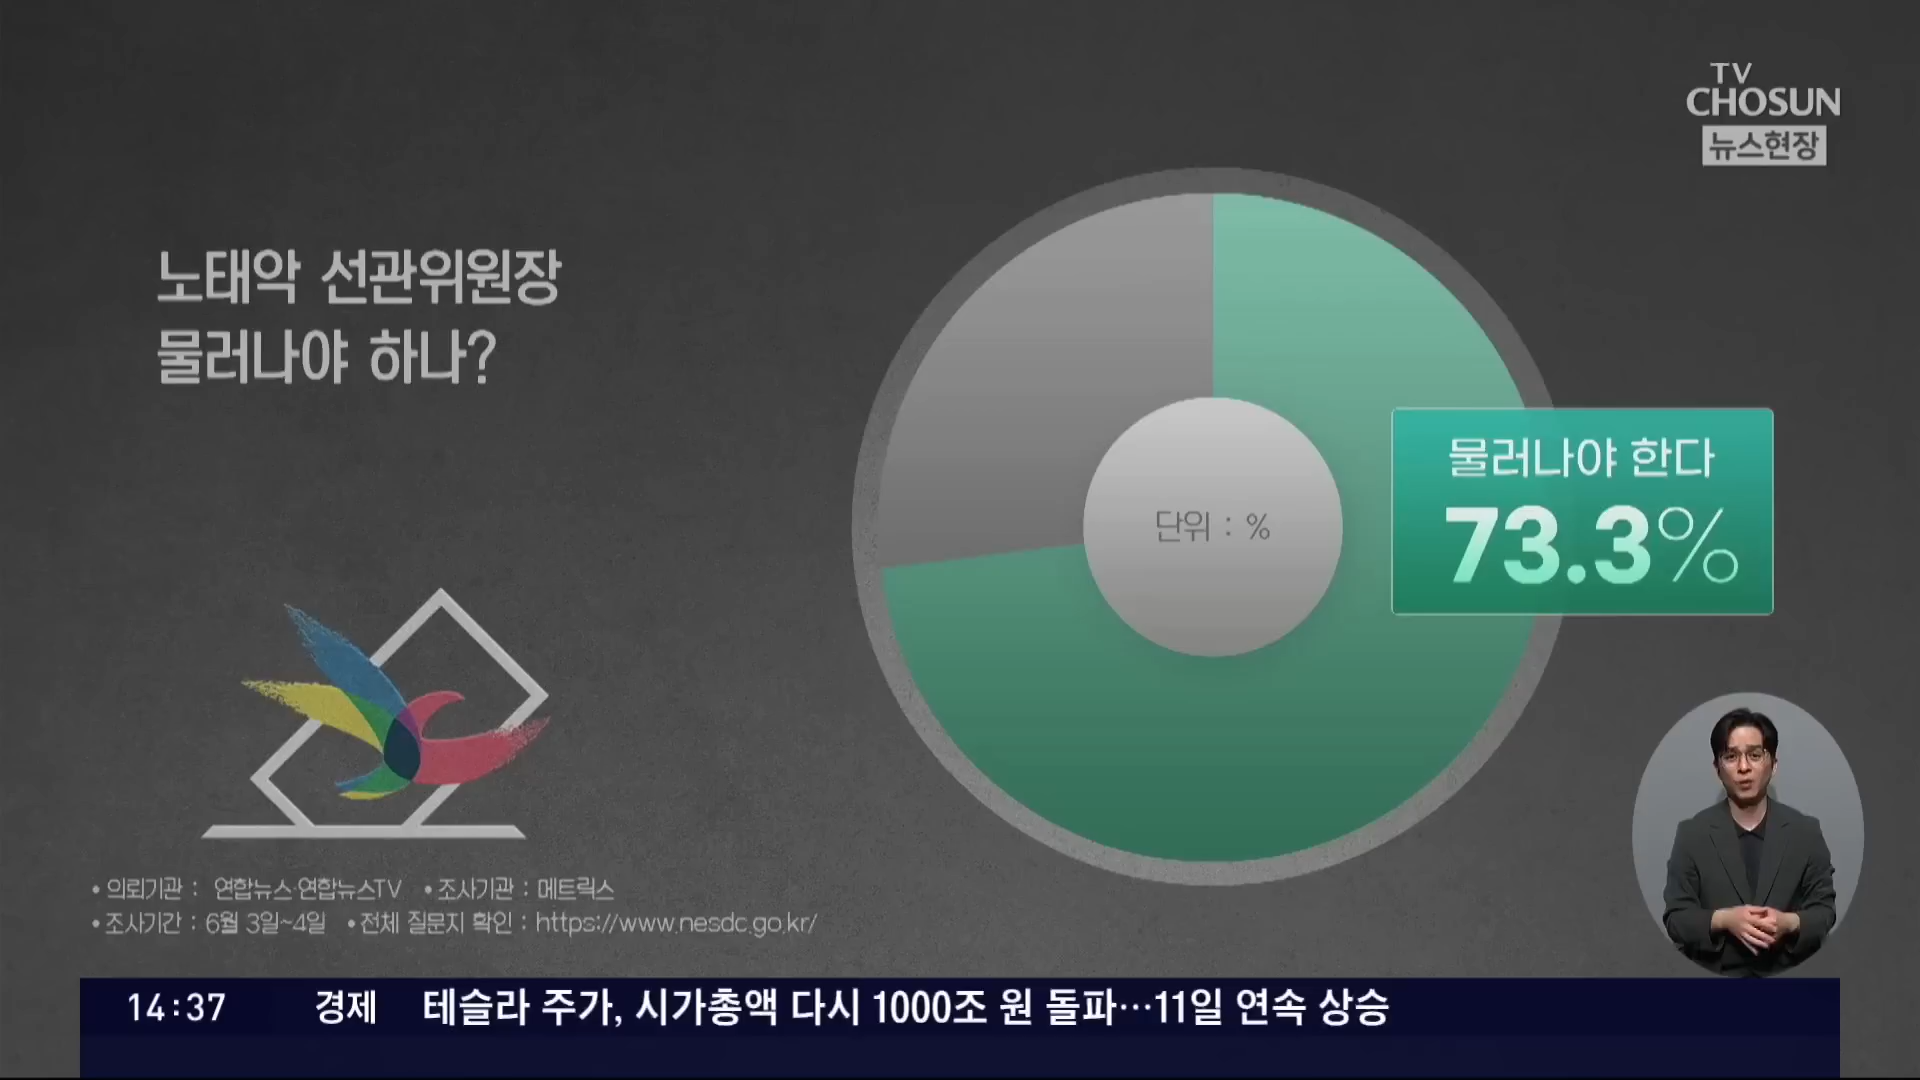 TV
CHOSUN
뉴스현장
노태악 선관위원장
물러나야 하나?
단위 : %
물러나야 한다
73.3%
• 의뢰기관 : 연합뉴스·연합뉴스TV • 조사기관 : 메트릭스
• 조사기간 : 6월 3일~4일 • 전체 질문지 확인 : https://www.nesdc.go.kr/
14:37 경제 테슬라 주가, 시가총액 다시 1000조 원 돌파…11일 연속 상승